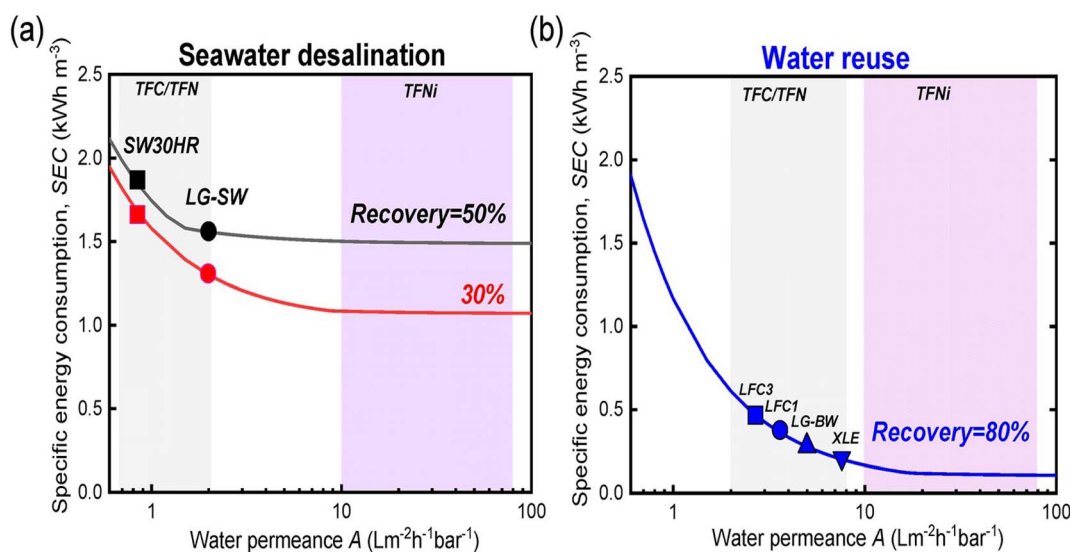 (a)
Seawater desalination
Specific energy consumption, SEC (kWh m⁻³)
2.5
2.0
1.5
1.0
0.5
0.0
TFC/TFN
TFNi
SW30HR
LG-SW
Recovery=50%
30%
1
10
100
Water permeance A (Lm⁻²h⁻¹bar⁻¹)
(b)
Water reuse
Specific energy consumption, SEC (kWh m⁻³)
2.5
2.0
1.5
1.0
0.5
0.0
TFC/TFN
TFNi
LFC3
LFC1
LG-BW
XLE
Recovery=80%
1
10
100
Water permeance A (Lm⁻²h⁻¹bar⁻¹)